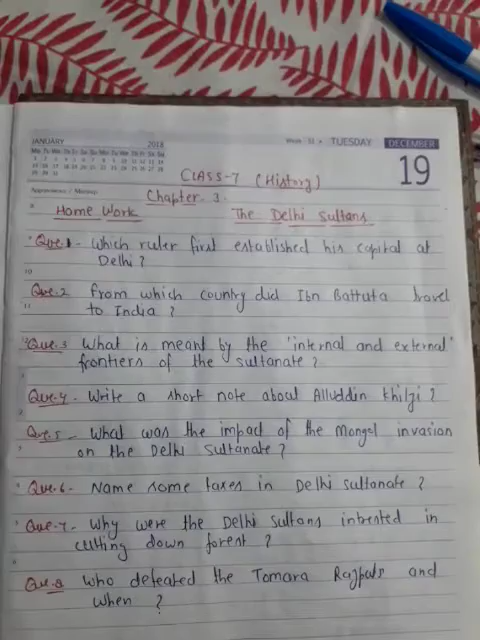 JANUARY 2018
Week 51 • TUESDAY DECEMBER
19
CLASS-7 (History)
Appointment / Meetings
Chapter 3.
Home Work The Delhi Sultans
Que.1 - Which ruler first established his capital at
Delhi ?
Que.2 From which country did Ibn Battuta travel
to India ?
Que.3 What is meant by the 'internal and external'
frontiers of the sultanate ?
Que.4 - Write a short note about Alluddin Khilzi ?
Que.5 - What was the impact of the Mongel invasion
on the Delhi Sultanate ?
Que.6 - Name some taxes in Delhi sultanate ?
Que.7 - Why were the Delhi sultans intrested in
cutting down forest ?
Que.8 Who defeated the Tomara Rajputs and
when ?